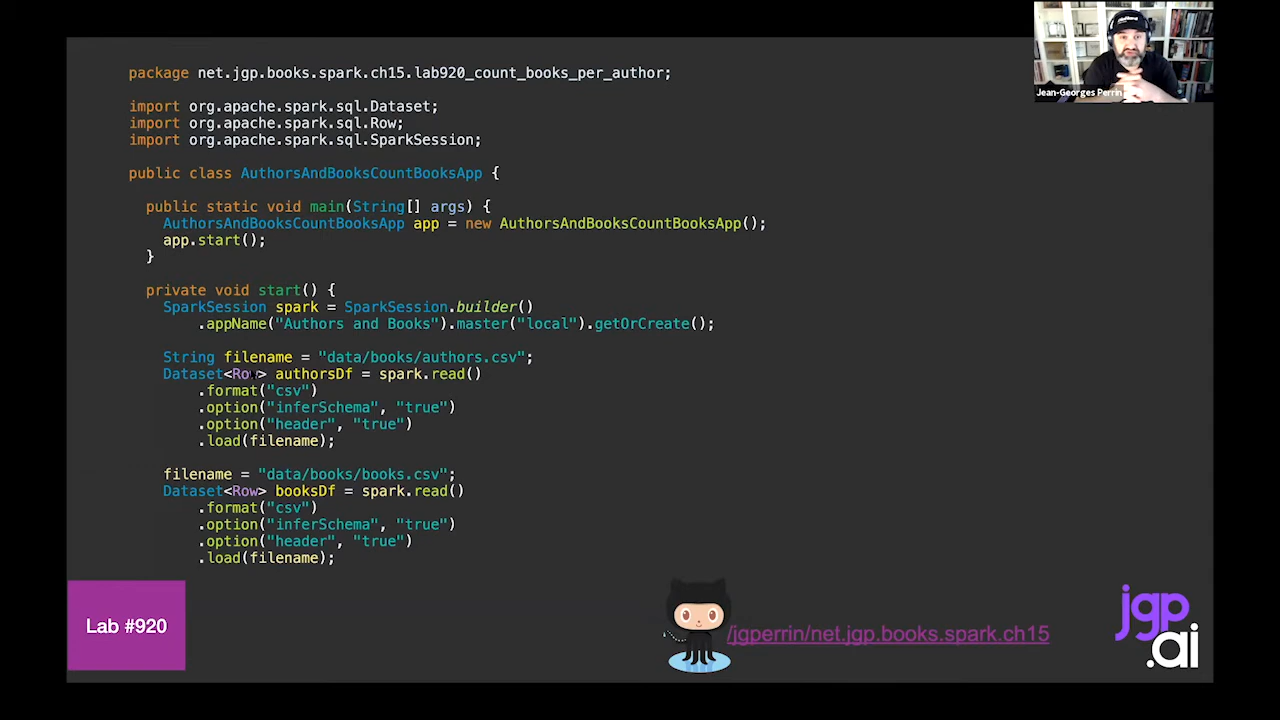 package net.jgp.books.spark.ch15.lab920_count_books_per_author;
import org.apache.spark.sql.Dataset;
import org.apache.spark.sql.Row;
import org.apache.spark.sql.SparkSession;
public class AuthorsAndBooksCountBooksApp {
public static void main(String[] args) {
AuthorsAndBooksCountBooksApp app = new AuthorsAndBooksCountBooksApp();
app.start();
}
private void start() {
SparkSession spark = SparkSession.builder()
.appName("Authors and Books").master("local").getOrCreate();
String filename = "data/books/authors.csv";
Dataset<Row> authorsDf = spark.read()
.format("csv")
.option("inferSchema", "true")
.option("header", "true")
.load(filename);
filename = "data/books/books.csv";
Dataset<Row> booksDf = spark.read()
.format("csv")
.option("inferSchema", "true")
.option("header", "true")
.load(filename);
Lab #920
/jgperrin/net.jgp.books.spark.ch15
jgp
.ai
Jean-Georges Perrin